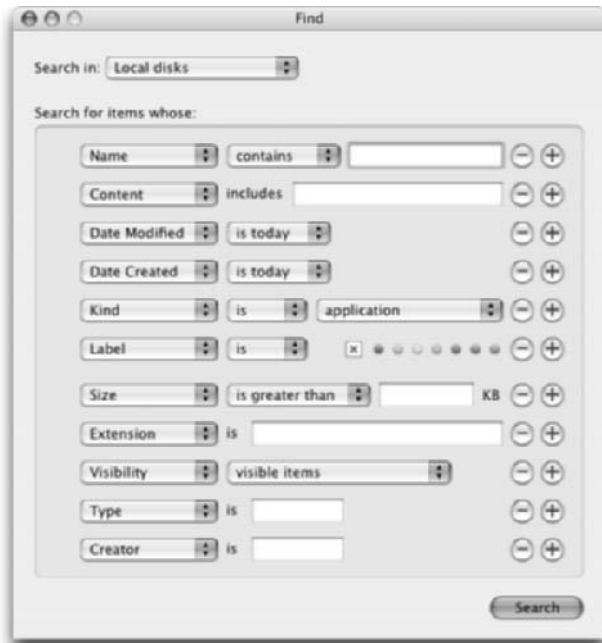 Find
Search in: Local disks
Search for items whose:
Name contains
Content includes
Date Modified is today
Date Created is today
Kind is application
Label is
Size is greater than KB
Extension is
Visibility visible items
Type is
Creator is
Search